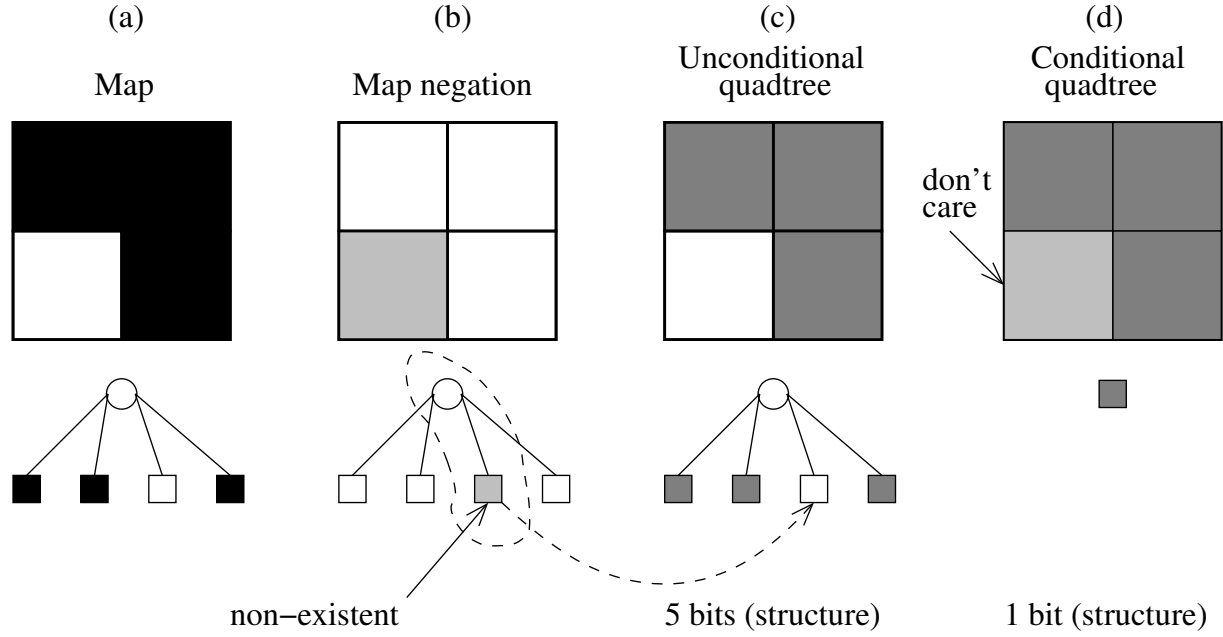 (a)
(b)
(c)
(d)
Map
Map negation
Unconditional
quadtree
Conditional
quadtree
don't
care
non−existent
5 bits (structure)
1 bit (structure)